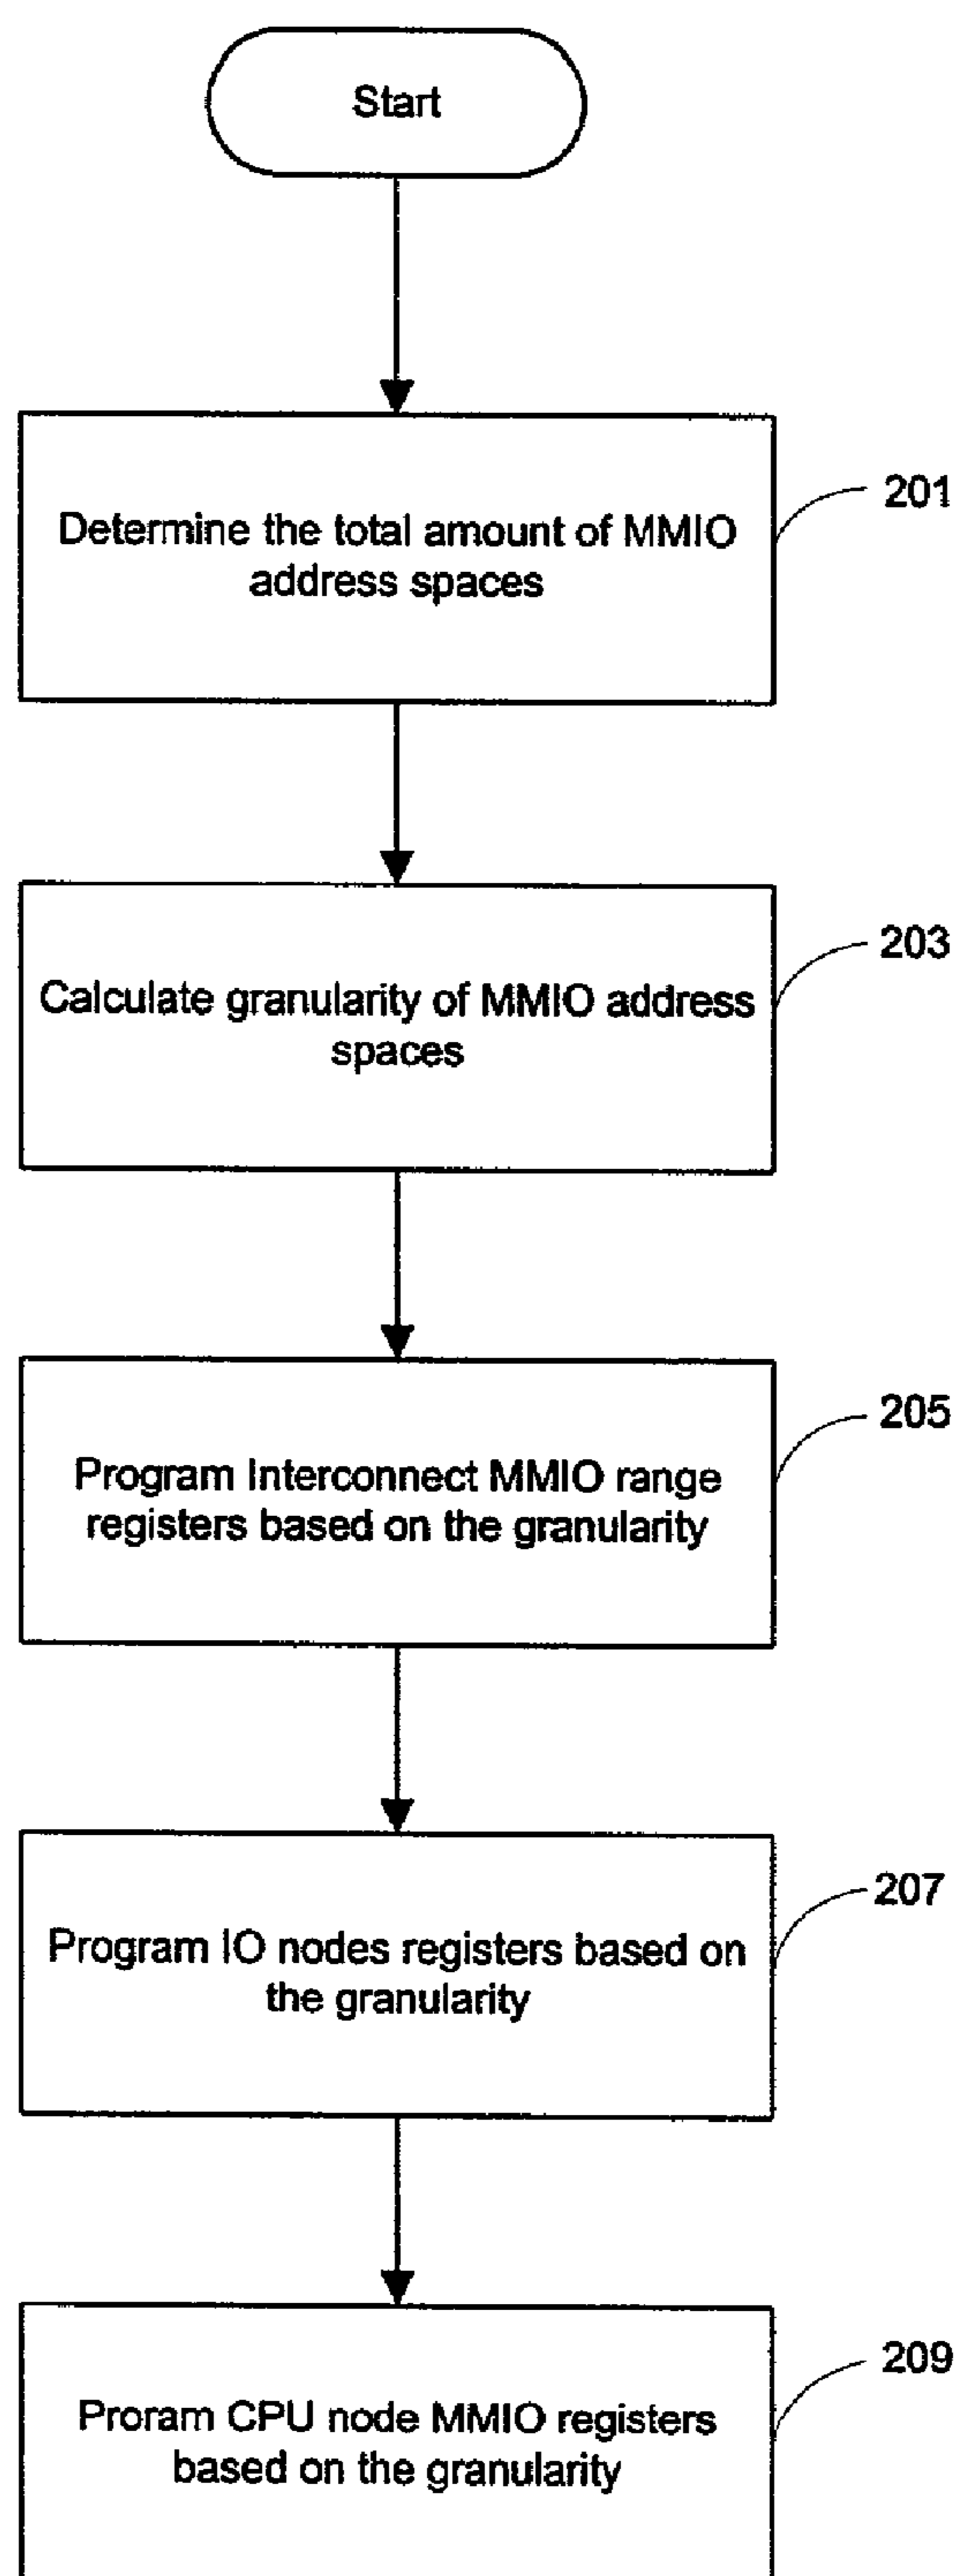 Start
Determine the total amount of MMIO
address spaces
201
Calculate granularity of MMIO address
spaces
203
Program Interconnect MMIO range
registers based on the granularity
205
Program IO nodes registers based on
the granularity
207
Proram CPU node MMIO registers
based on the granularity
209